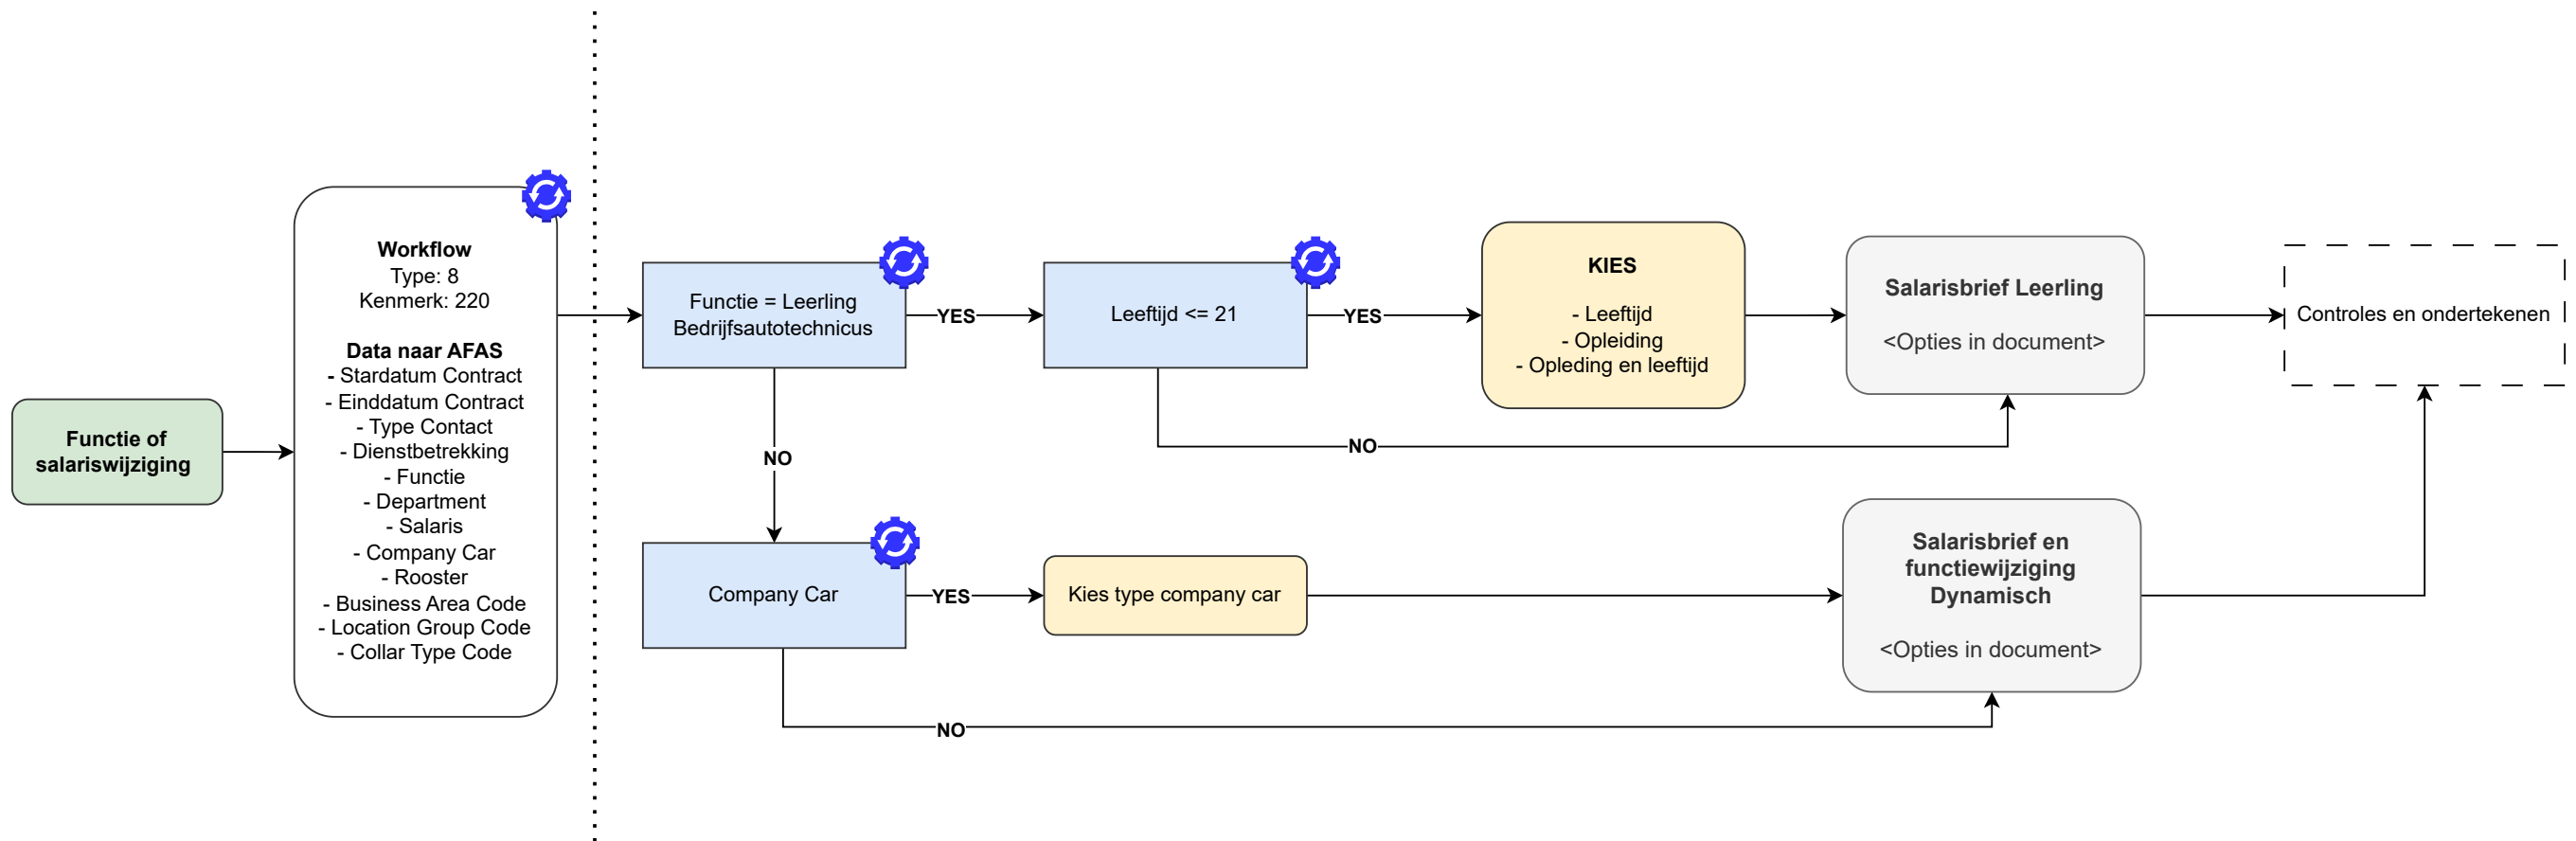 Functie of
salariswijziging
Workflow
Type: 8
Kenmerk: 220
Data naar AFAS
- Stardatum Contract
- Einddatum Contract
- Type Contact
- Dienstbetrekking
- Functie
- Department
- Salaris
- Company Car
- Rooster
- Business Area Code
- Location Group Code
- Collar Type Code
Functie = Leerling
Bedrijfsautotechnicus
YES
Leeftijd <= 21
YES
KIES
- Leeftijd
- Opleiding
- Opleding en leeftijd
Salarisbrief Leerling
<Opties in document>
Controles en ondertekenen
NO
NO
Company Car
YES
Kies type company car
Salarisbrief en
functiewijziging
Dynamisch
<Opties in document>
NO